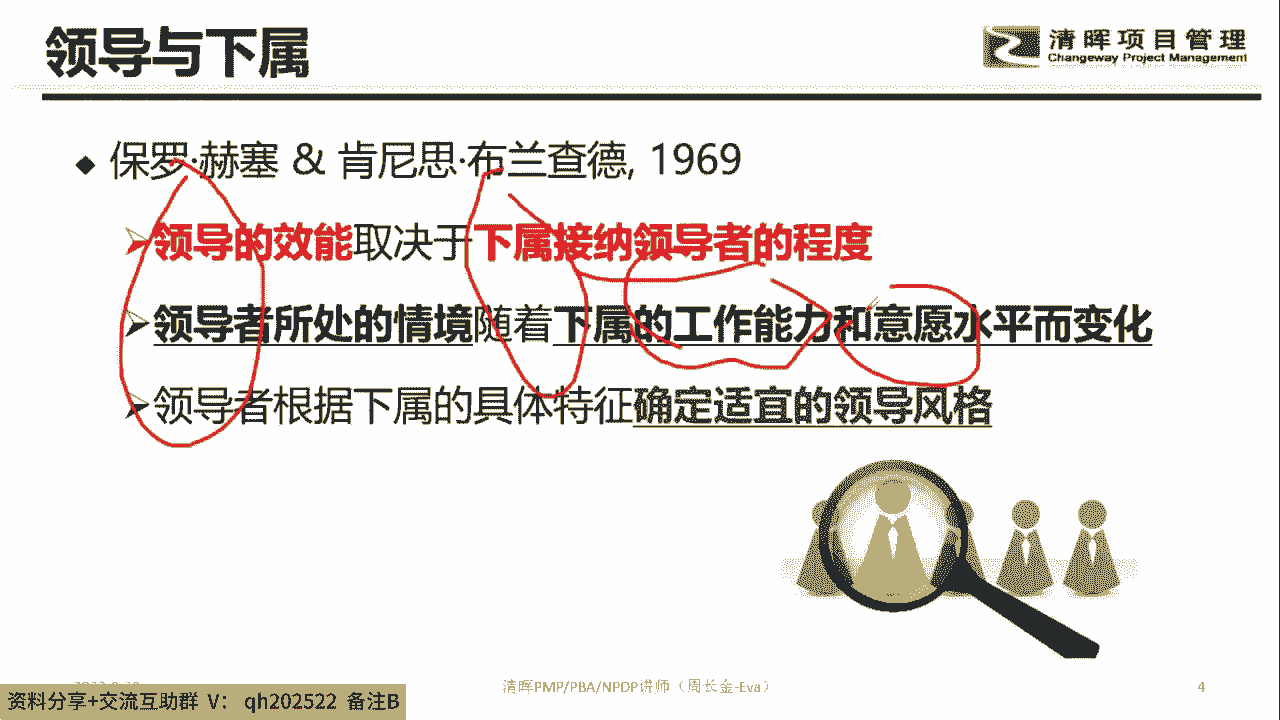 领导与下属
清晖项目管理
Changeway Project Management
保罗·赫塞 & 肯尼思·布兰查德, 1969
领导的效能取决于下属接纳领导者的程度
领导者所处的情境随着下属的工作能力和意愿水平而变化
领导者根据下属的具体特征确定适宜的领导风格
资料分享+交流互助群 V: qh202522 备注B
清晖PMP/PBA/NPDP讲师（周长金-Eva）
4